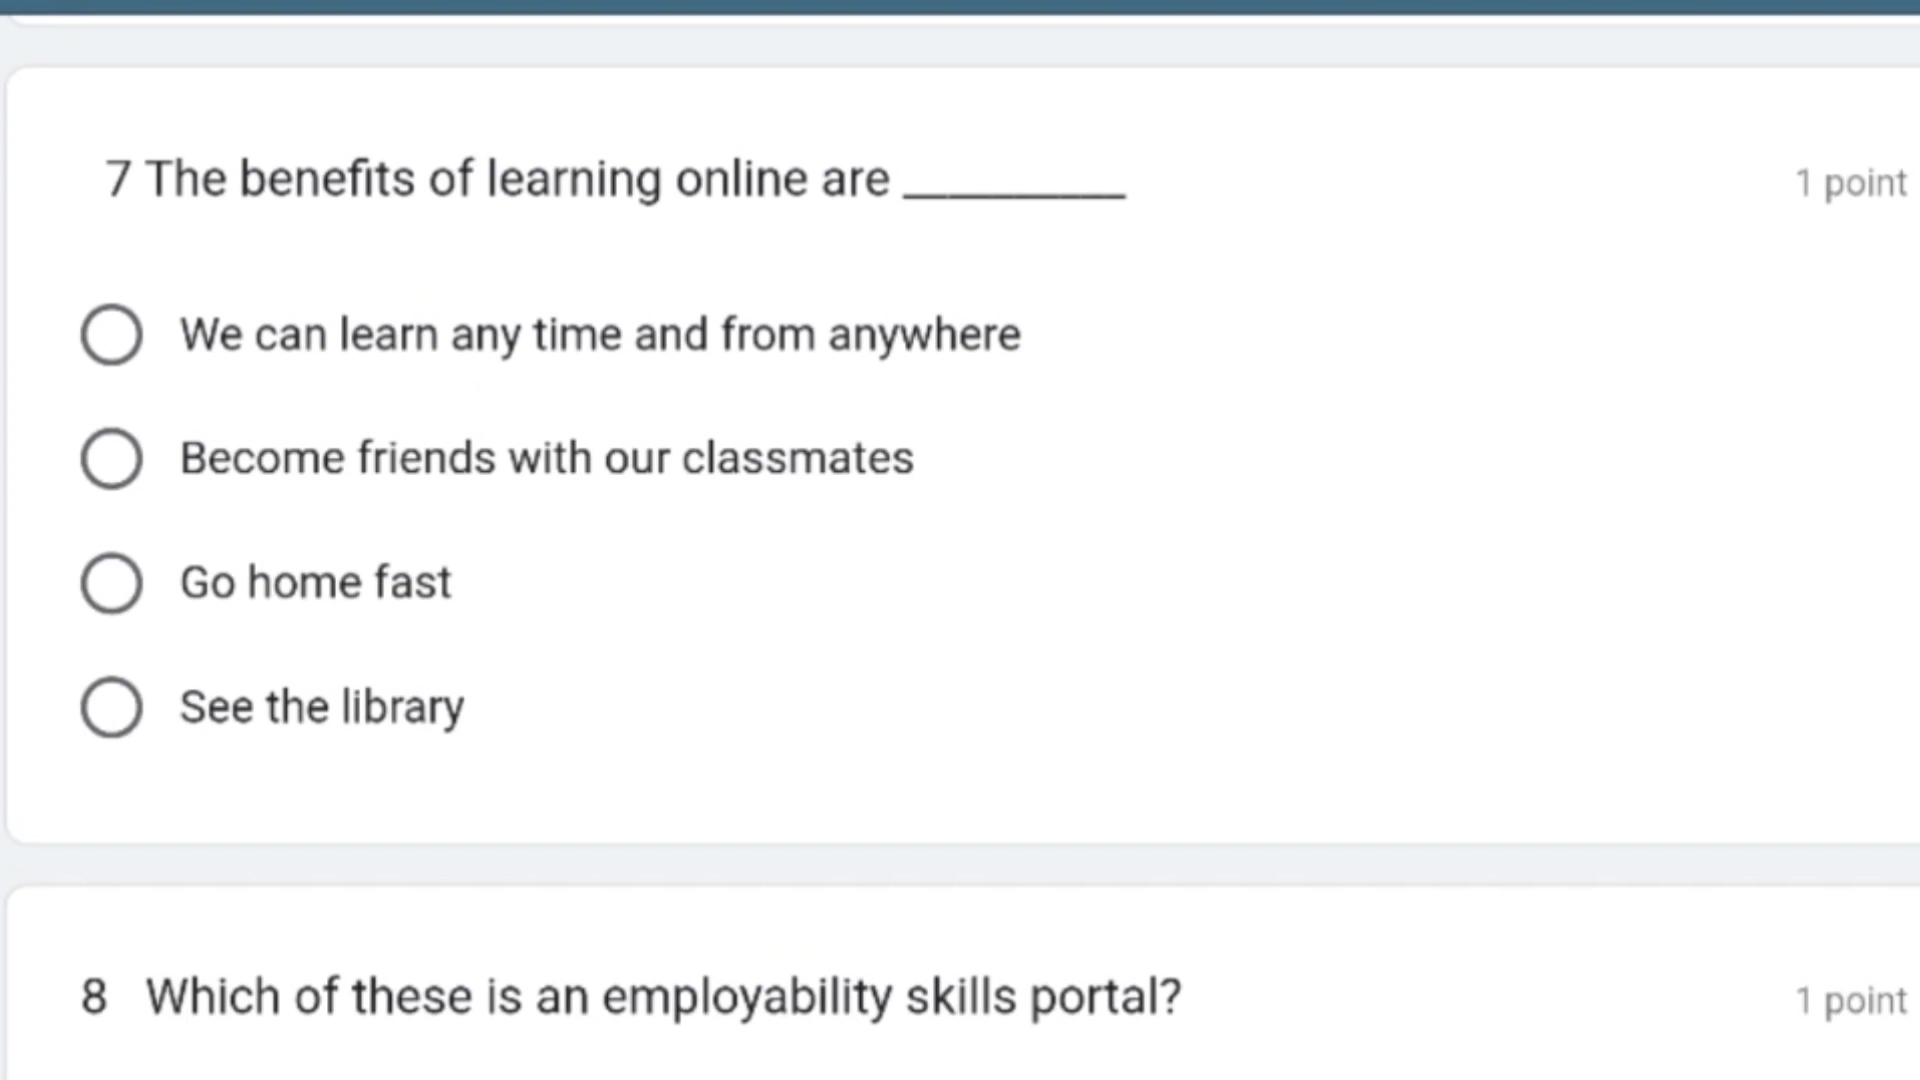 7 The benefits of learning online are __________
1 point
We can learn any time and from anywhere
Become friends with our classmates
Go home fast
See the library
8 Which of these is an employability skills portal?
1 point